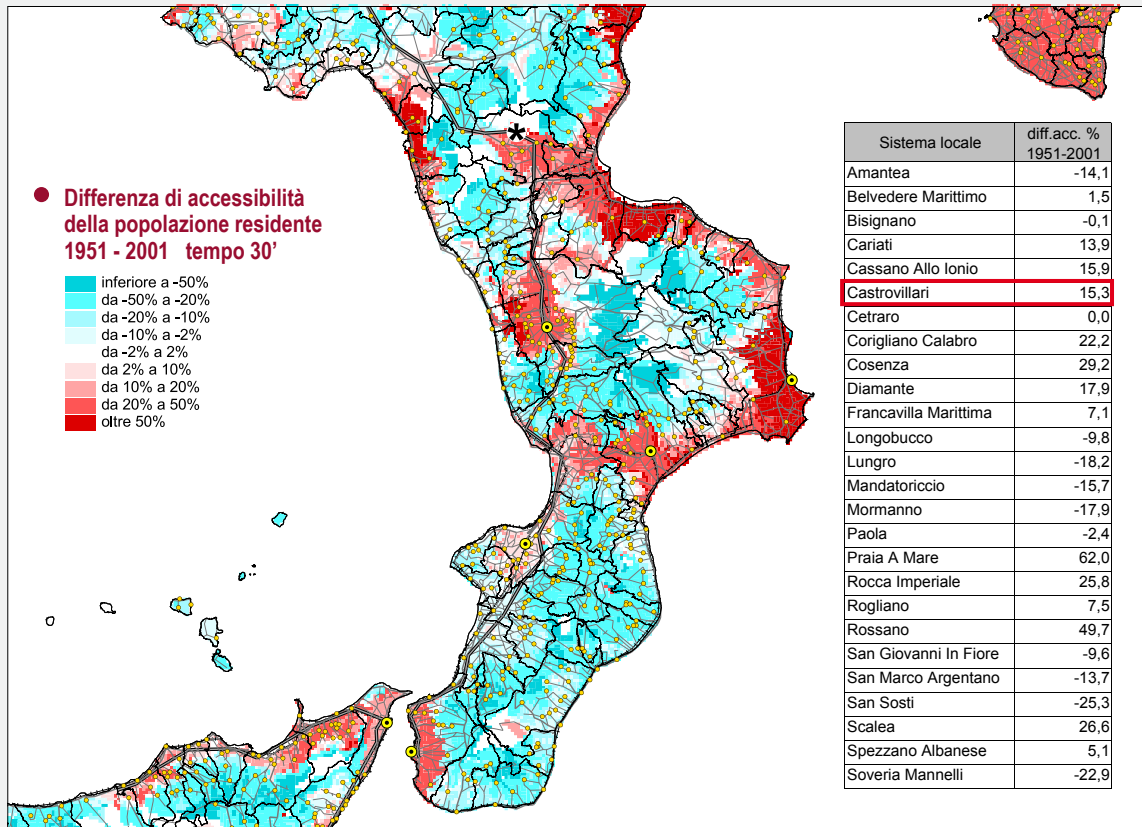 Differenza di accessibilità
della popolazione residente
1951 - 2001 tempo 30'
inferiore a -50%
da -50% a -20%
da -20% a -10%
da -10% a -2%
da -2% a 2%
da 2% a 10%
da 10% a 20%
da 20% a 50%
oltre 50%
*
Sistema locale diff.acc. %
1951-2001
Amantea -14,1
Belvedere Marittimo 1,5
Bisignano -0,1
Cariati 13,9
Cassano Allo Ionio 15,9
Castrovillari 15,3
Cetraro 0,0
Corigliano Calabro 22,2
Cosenza 29,2
Diamante 17,9
Francavilla Marittima 7,1
Longobucco -9,8
Lungro -18,2
Mandatoriccio -15,7
Mormanno -17,9
Paola -2,4
Praia A Mare 62,0
Rocca Imperiale 25,8
Rogliano 7,5
Rossano 49,7
San Giovanni In Fiore -9,6
San Marco Argentano -13,7
San Sosti -25,3
Scalea 26,6
Spezzano Albanese 5,1
Soveria Mannelli -22,9